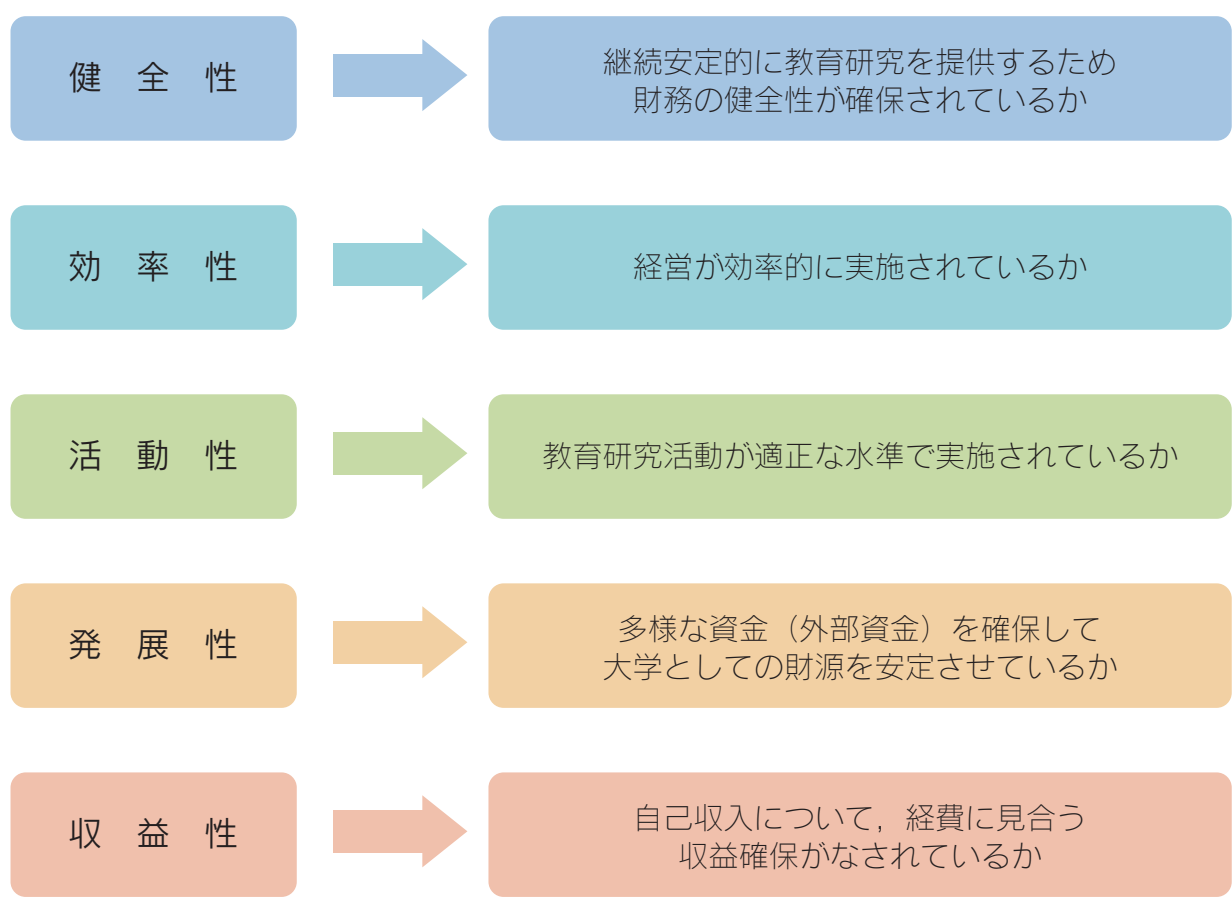 健 全 性
継続安定的に教育研究を提供するため
財務の健全性が確保されているか
効 率 性
経営が効率的に実施されているか
活 動 性
教育研究活動が適正な水準で実施されているか
発 展 性
多様な資金（外部資金）を確保して
大学としての財源を安定させているか
収 益 性
自己収入について，経費に見合う
収益確保がなされているか